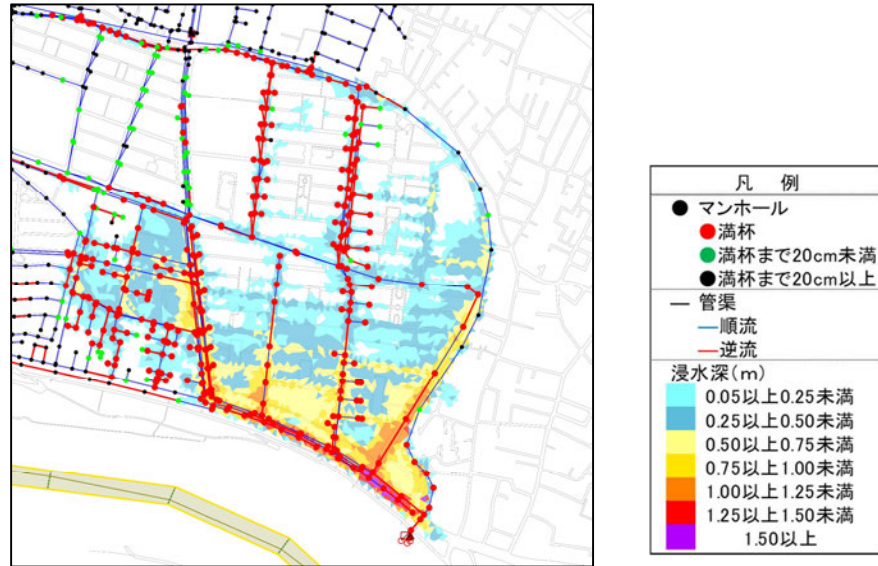 凡 例
●マンホール
●満杯
●満杯まで20cm未満
●満杯まで20cm以上
― 管渠
―順流
―逆流
浸水深(m)
0.05以上0.25未満
0.25以上0.50未満
0.50以上0.75未満
0.75以上1.00未満
1.00以上1.25未満
1.25以上1.50未満
1.50以上